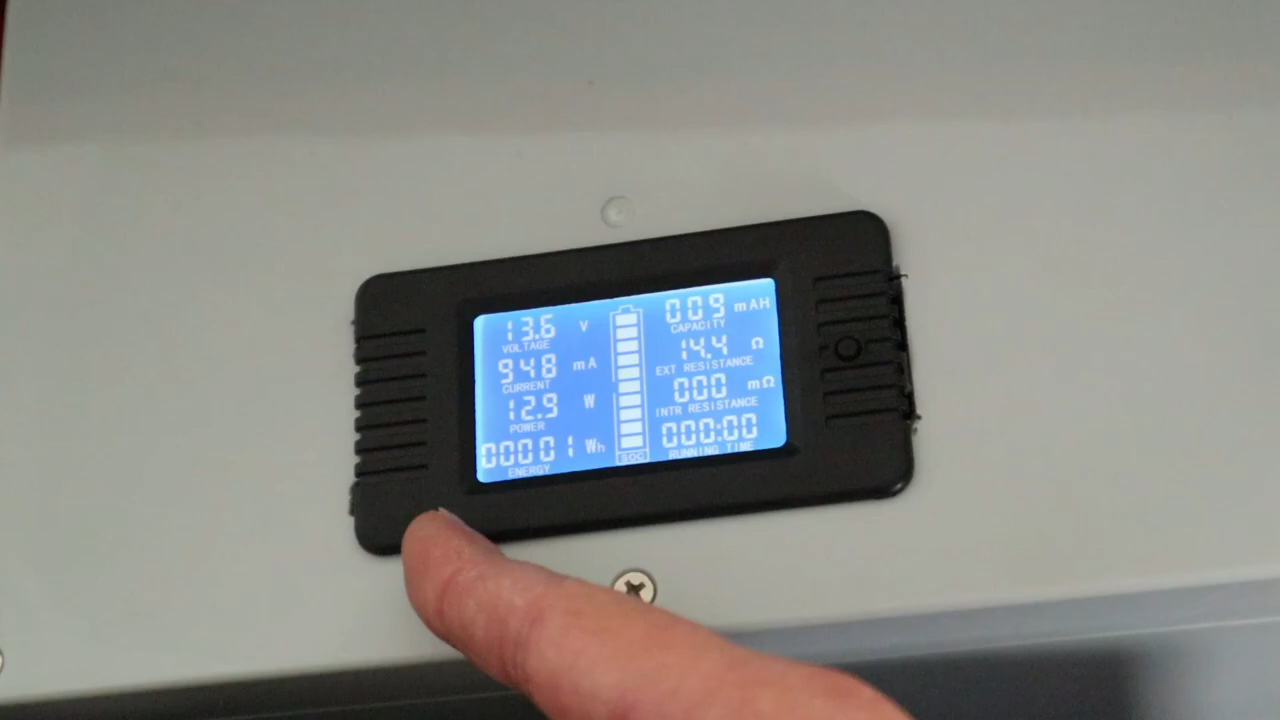 13.6 V
VOLTAGE
948 mA
CURRENT
12.9 W
POWER
00001 Wh
ENERGY
SOC
009 mAH
CAPACITY
14.4 Ω
EXT RESISTANCE
000 mΩ
INTR RESISTANCE
000:00
RUNNING TIME